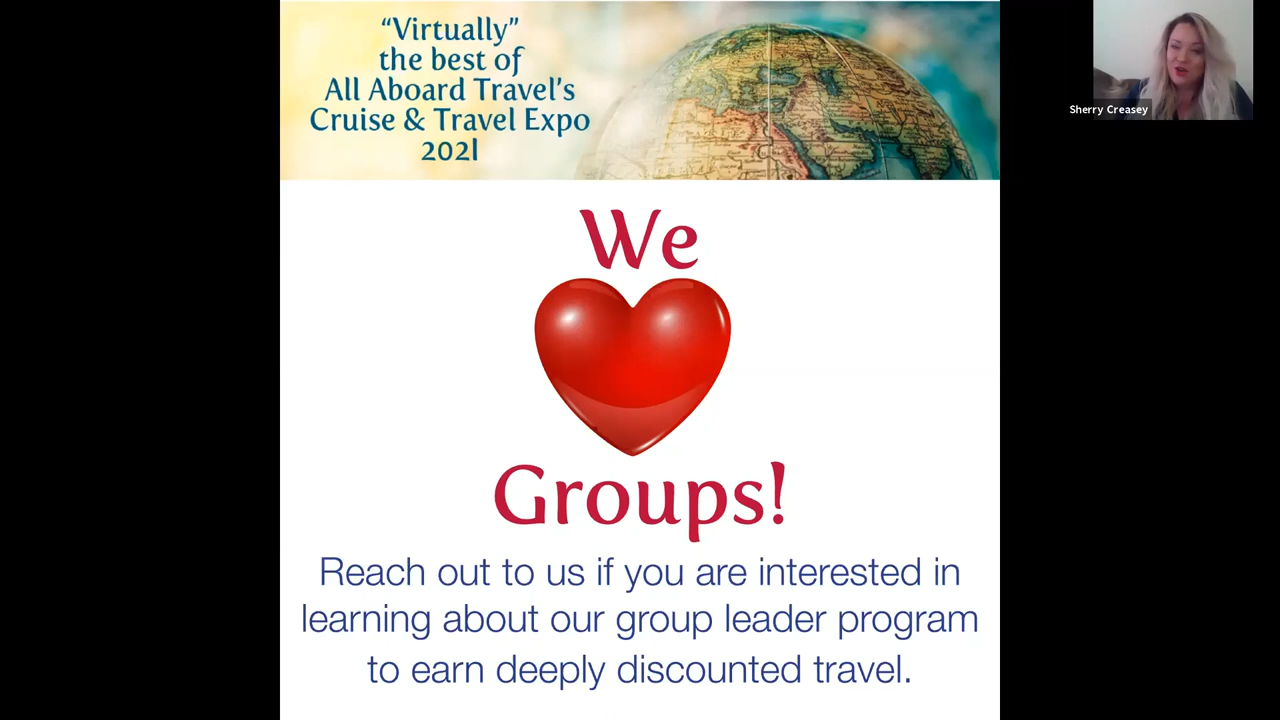 “Virtually”
the best of
All Aboard Travel’s
Cruise & Travel Expo
2021
Sherry Creasey
We
Groups!
Reach out to us if you are interested in
learning about our group leader program
to earn deeply discounted travel.